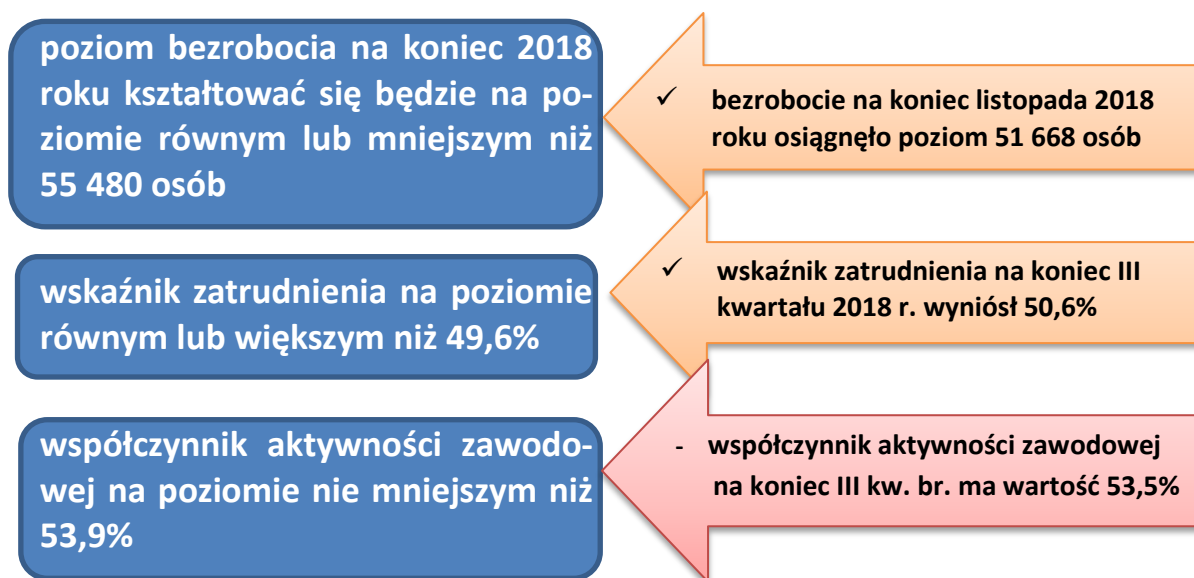 poziom bezrobocia na koniec 2018
roku kształtować się będzie na po-
ziomie równym lub mniejszym niż
55 480 osób
✓ bezrobocie na koniec listopada 2018
roku osiągnęło poziom 51 668 osób
wskaźnik zatrudnienia na poziomie
równym lub większym niż 49,6%
✓ wskaźnik zatrudnienia na koniec III
kwartału 2018 r. wyniósł 50,6%
współczynnik aktywności zawodo-
wej na poziomie nie mniejszym niż
53,9%
- współczynnik aktywności zawodowej
na koniec III kw. br. ma wartość 53,5%